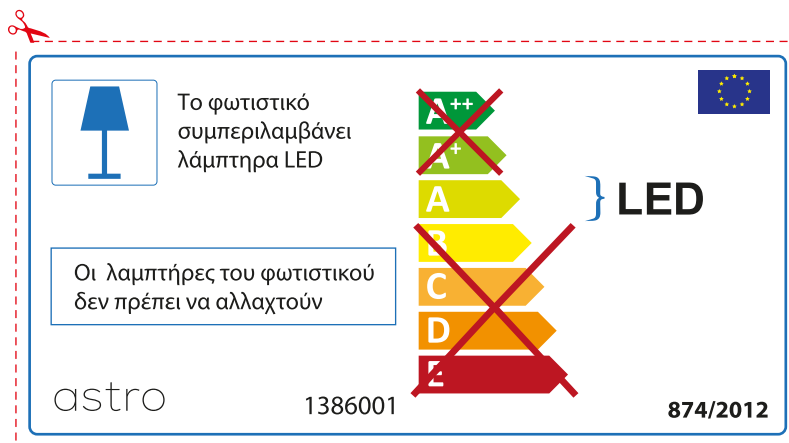 Το φωτιστικό
συμπεριλαμβάνει
λάμπτηρα LED
Οι λαμπτήρες του φωτιστικού
δεν πρέπει να αλλαχτούν
A++
A+
A
B
C
D
E
LED
astro
1386001
874/2012